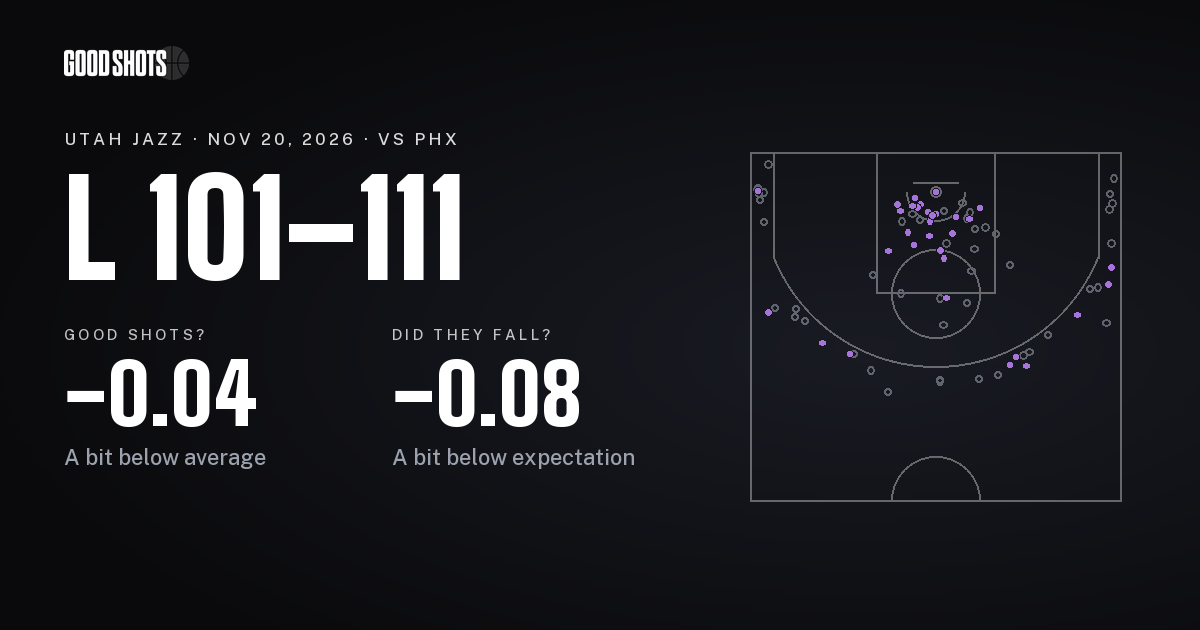 GOOD SHOTS
UTAH JAZZ · NOV 20, 2026 · VS PHX
L 101–111
GOOD SHOTS?
−0.04
A bit below average
DID THEY FALL?
−0.08
A bit below expectation